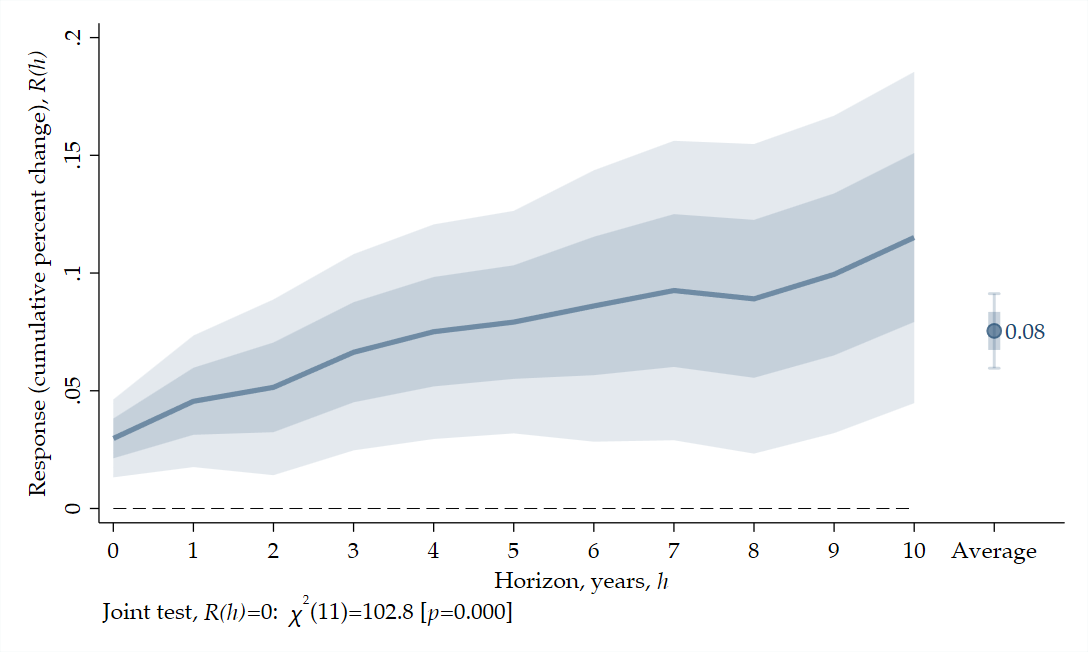 Response (cumulative percent change), R(h)
.2
.15
.1
.05
0
0.08
0 1 2 3 4 5 6 7 8 9 10 Average
Horizon, years, h
Joint test, R(h)=0: χ²(11)=102.8 [p=0.000]